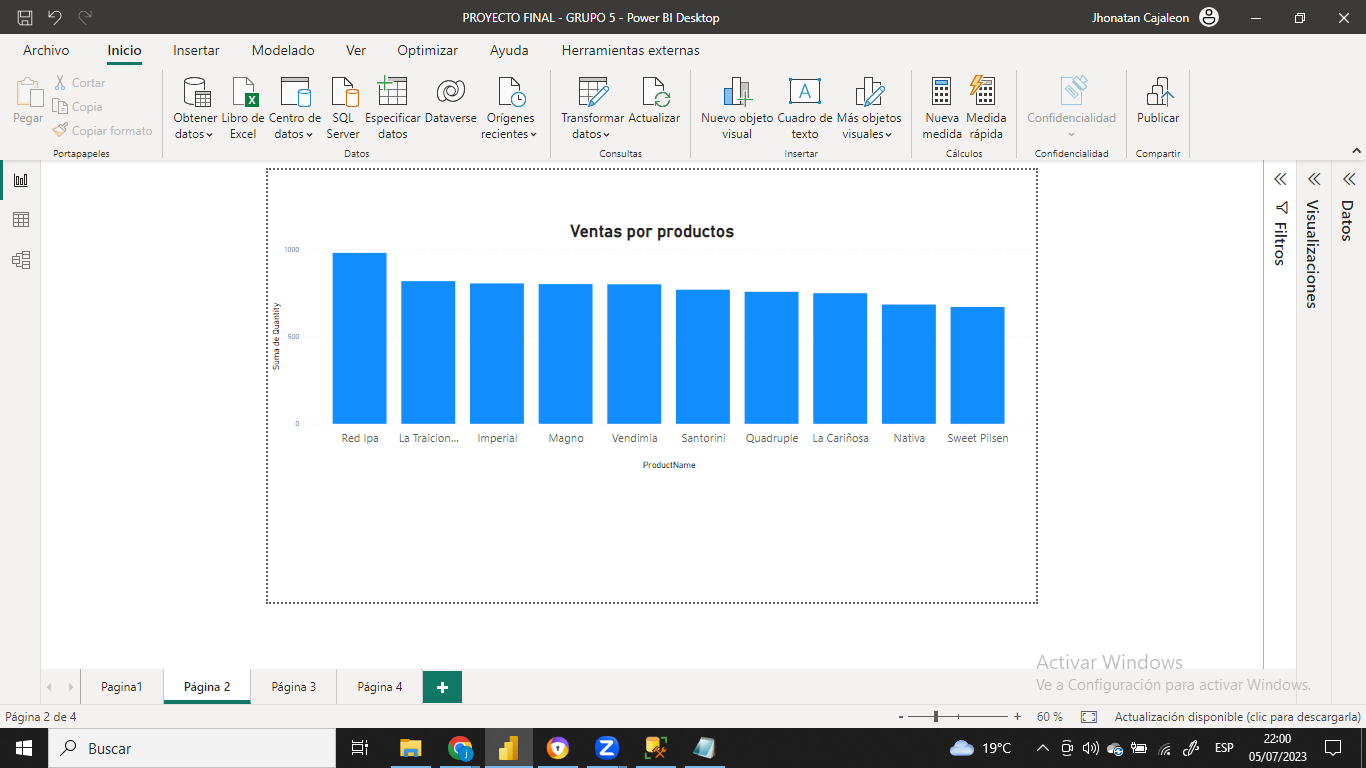 PROYECTO FINAL - GRUPO 5 - Power BI Desktop
Jhonatan Cajaleon
Archivo Inicio Insertar Modelado Ver Optimizar Ayuda Herramientas externas
Pegar
Cortar
Copia
Copiar formato
Portapapeles
Obtener datos
Libro de Excel
Centro de datos
SQL Server
Especificar datos
Dataverse
Orígenes recientes
Datos
Transformar datos
Actualizar
Consultas
Nuevo objeto visual
Cuadro de texto
Más objetos visuales
Insertar
Nueva medida
Medida rápida
Cálculos
Confidencialidad
Confidencialidad
Publicar
Compartir
Ventas por productos
Suma de Quantity
1000
500
0
Red Ipa La Traicion... Imperial Magno Vendimia Santorini Quadruple La Cariñosa Nativa Sweet Pilsen
ProductName
Filtros
Visualizaciones
Datos
Activar Windows
Ve a Configuración para activar Windows.
Pagina1 Página 2 Página 3 Página 4
Página 2 de 4
- + 60 % Actualización disponible (clic para descargarla)
Buscar
19°C
ESP
22:00
05/07/2023